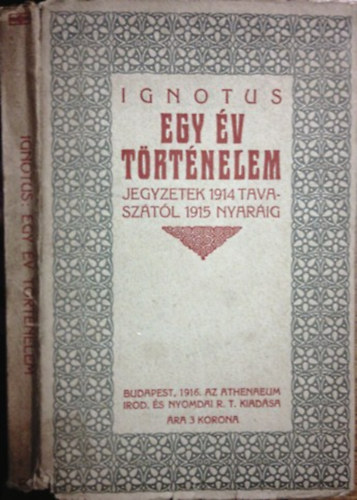 IGNOTUS
EGY ÉV
TÖRTÉNELEM
JEGYZETEK 1914 TAVA-
SZÁTÓL 1915 NYARÁIG
BUDAPEST, 1916. AZ ATHENAEUM
IROD. ÉS NYOMDAI R. T. KIADÁSA
ÁRA 3 KORONA
IGNOTUS: EGY ÉV TÖRTÉNELEM